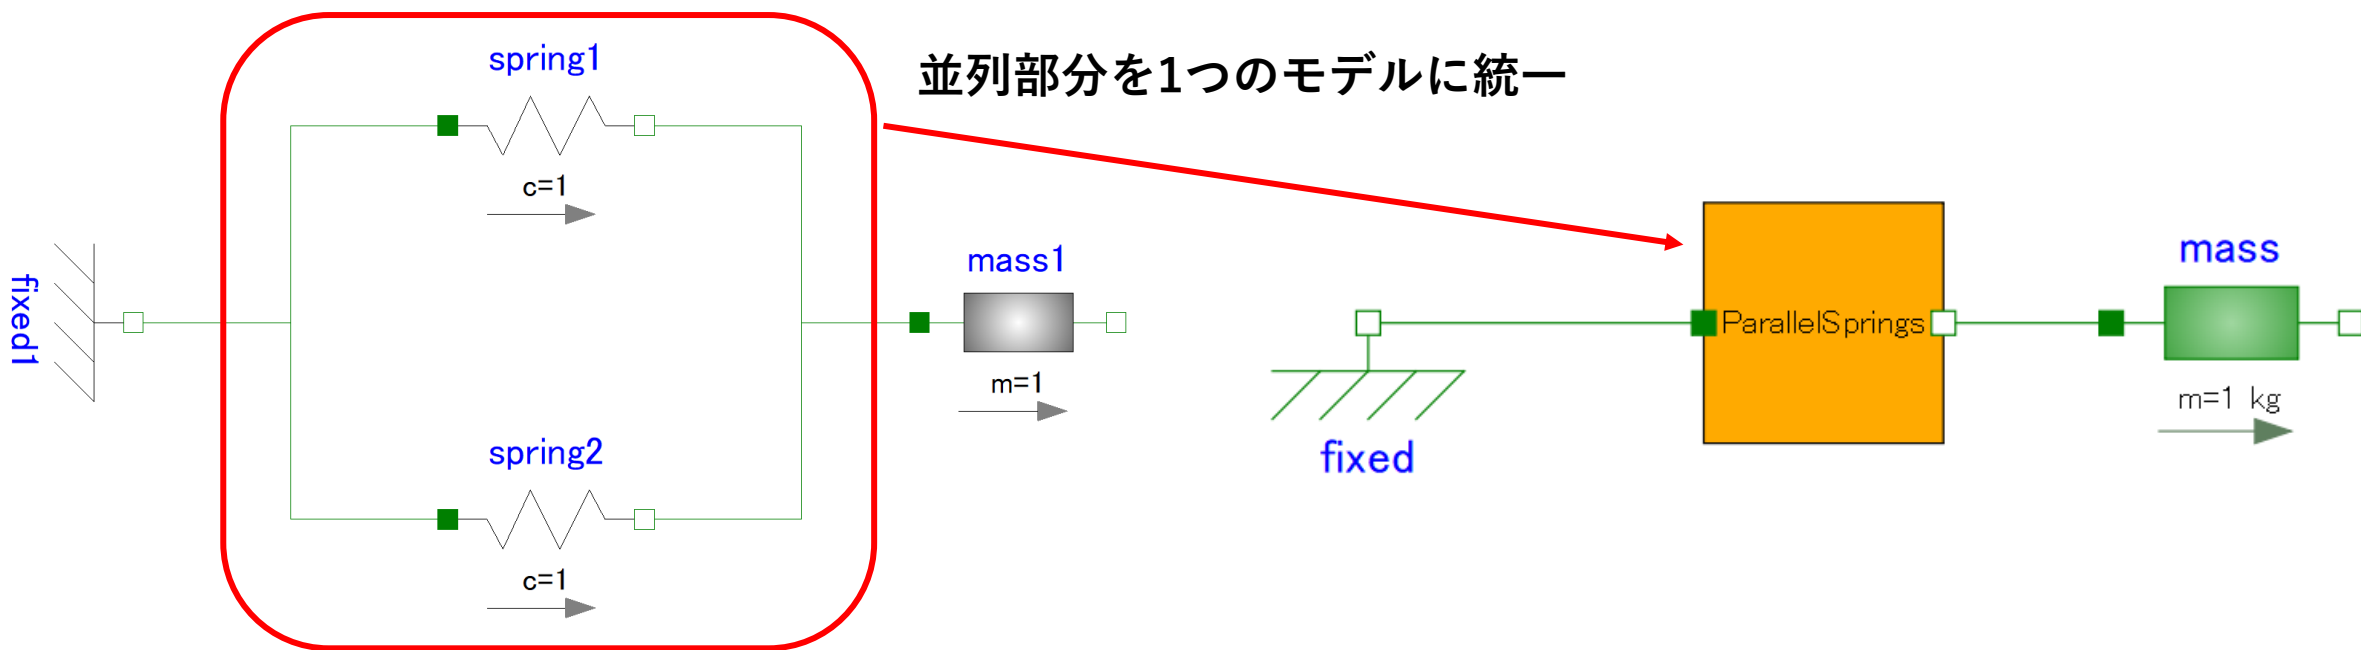 spring1
c=1
並列部分を1つのモデルに統一
fixed1
mass1
m=1
spring2
c=1
ParallelSprings
fixed
mass
m=1 kg